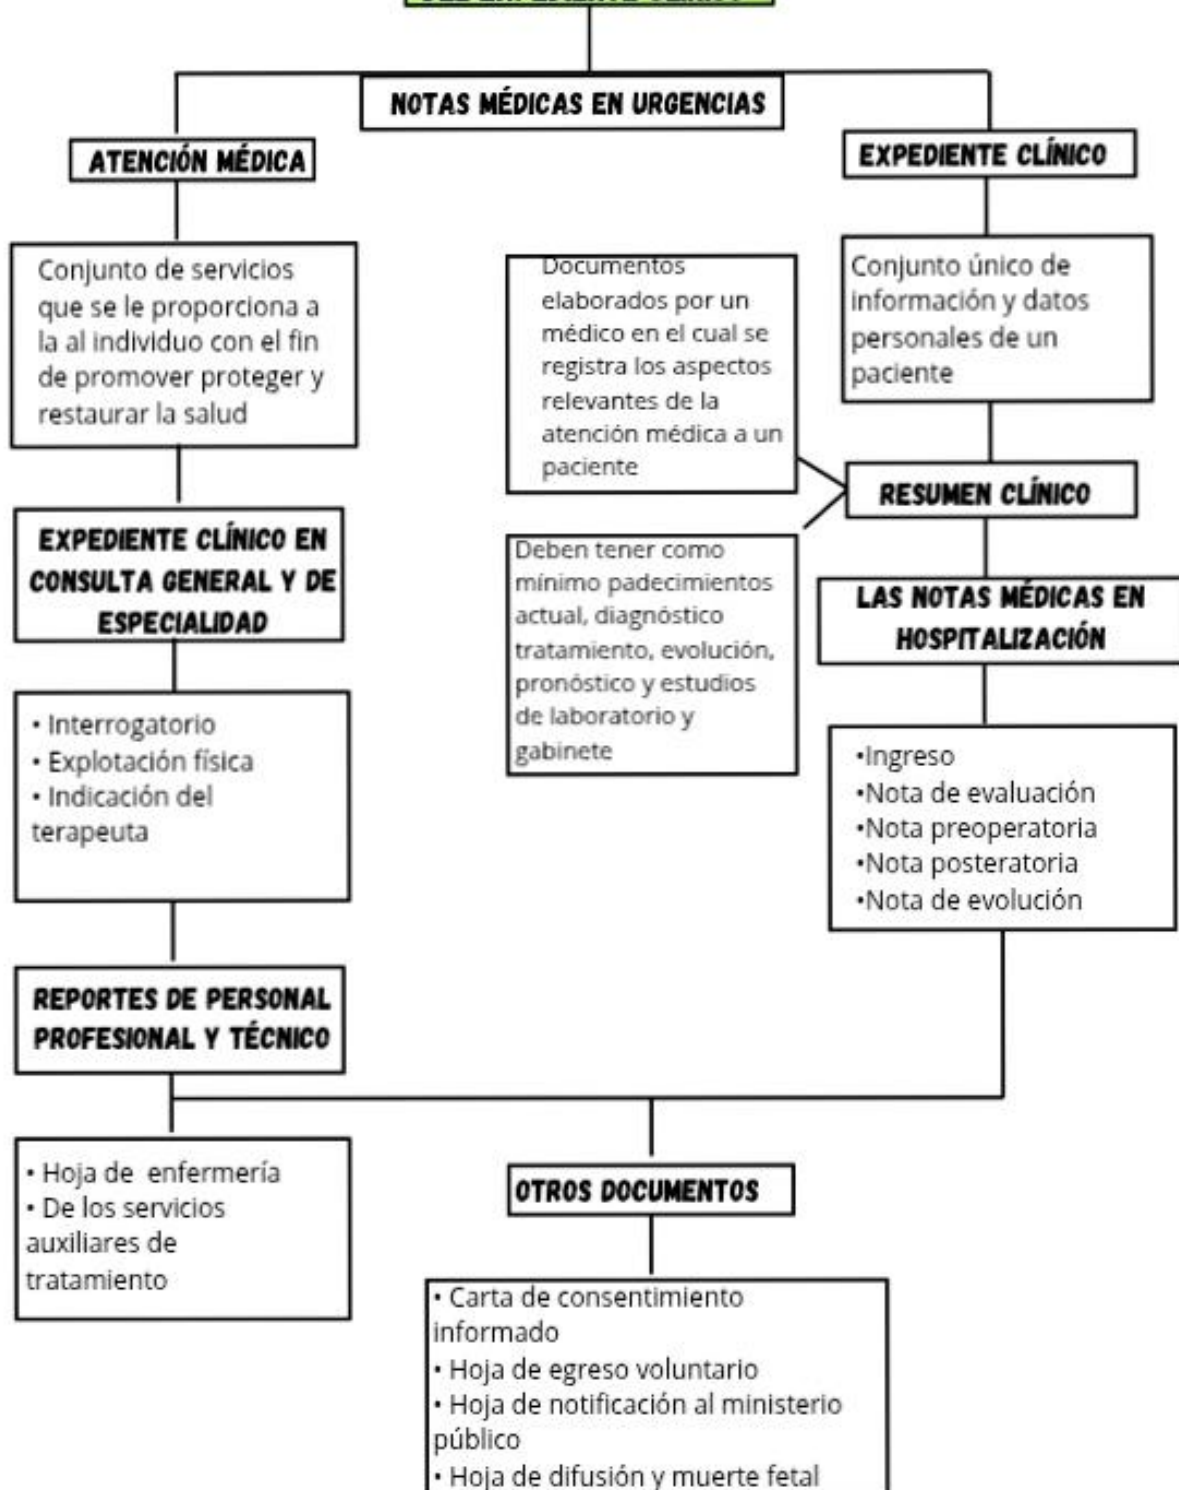 NOTAS MÉDICAS EN URGENCIAS
ATENCIÓN MÉDICA
EXPEDIENTE CLÍNICO
Conjunto de servicios
que se le proporciona a
la al individuo con el fin
de promover proteger y
restaurar la salud
Documentos
elaborados por un
médico en el cual se
registra los aspectos
relevantes de la
atención médica a un
paciente
Conjunto único de
información y datos
personales de un
paciente
RESUMEN CLÍNICO
EXPEDIENTE CLÍNICO EN
CONSULTA GENERAL Y DE
ESPECIALIDAD
Deben tener como
mínimo padecimientos
actual, diagnóstico
tratamiento, evolución,
pronóstico y estudios
de laboratorio y
gabinete
LAS NOTAS MÉDICAS EN
HOSPITALIZACIÓN
• Interrogatorio
• Explotación física
• Indicación del
terapeuta
•Ingreso
•Nota de evaluación
•Nota preoperatoria
•Nota posteratoria
•Nota de evolución
REPORTES DE PERSONAL
PROFESIONAL Y TÉCNICO
• Hoja de enfermería
• De los servicios
auxiliares de
tratamiento
OTROS DOCUMENTOS
• Carta de consentimiento
informado
• Hoja de egreso voluntario
• Hoja de notificación al ministerio
público
• Hoja de difusión y muerte fetal